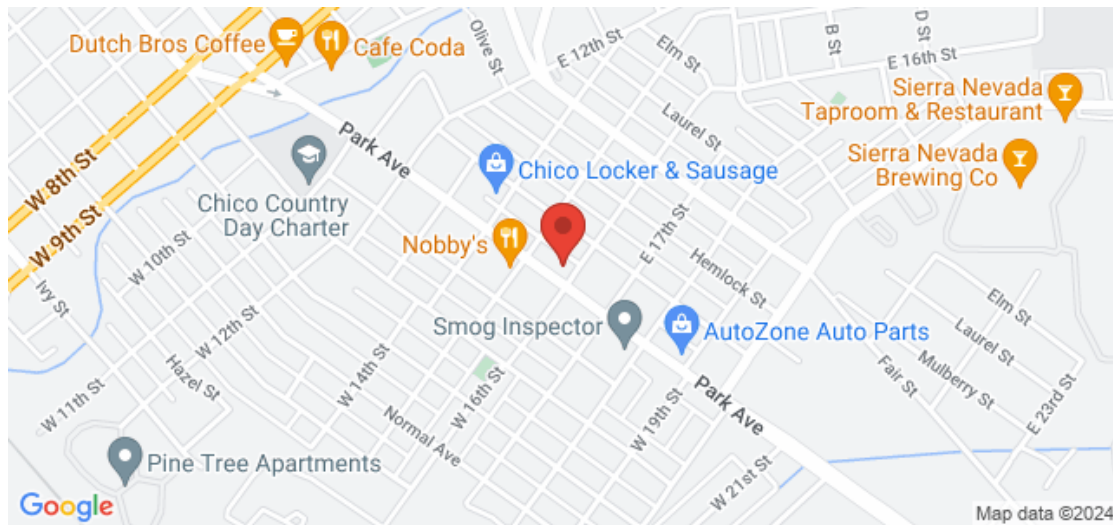 Dutch Bros Coffee
Cafe Coda
Olive St
E 12th St
Elm St
B St
D St
E 16th St
Sierra Nevada
Taproom & Restaurant
Laurel St
Park Ave
W 8th St
Chico Country
Day Charter
Chico Locker & Sausage
Sierra Nevada
Brewing Co
W 9th St
W 10th St
Nobby's
E 17th St
Hemlock St
Ivy St
Smog Inspector
AutoZone Auto Parts
Elm St
Laurel St
W 12th St
Hazel St
W 14th St
W 16th St
Mulberry St
Fair St
W 11th St
Normal Ave
W 19th St
Park Ave
E 23rd St
Pine Tree Apartments
W 21st St
Google
Map data ©2024